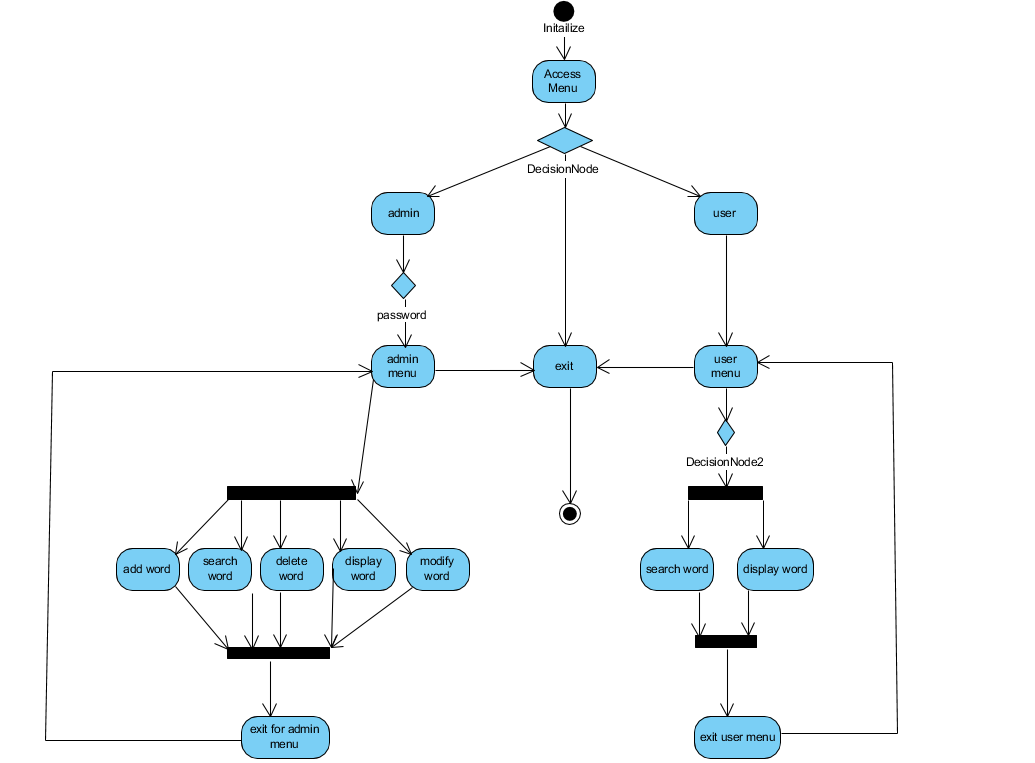 Initailize
Access
Menu
DecisionNode
admin
user
password
admin
menu
exit
user
menu
DecisionNode2
add word
search
word
delete
word
display
word
modify
word
search word
display word
exit for admin
menu
exit user menu